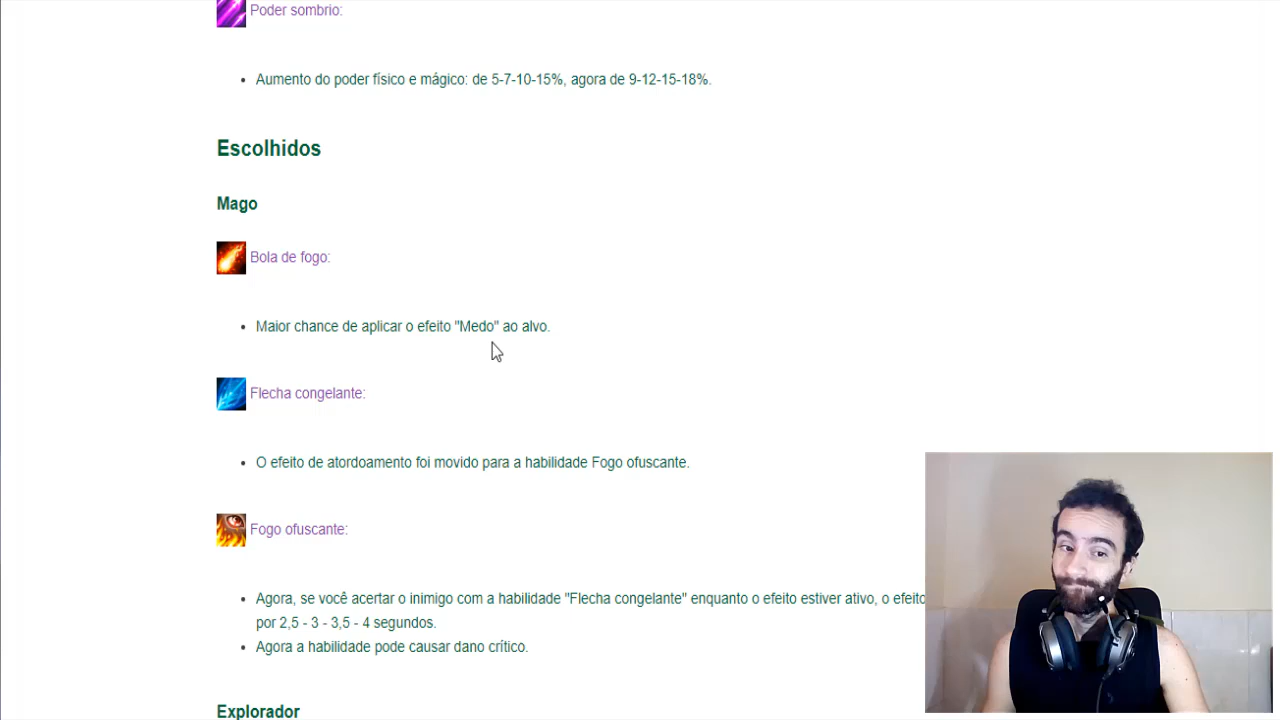 Poder sombrio:
Aumento do poder físico e mágico: de 5-7-10-15%, agora de 9-12-15-18%.
Escolhidos
Mago
Bola de fogo:
Maior chance de aplicar o efeito "Medo" ao alvo.
Flecha congelante:
O efeito de atordoamento foi movido para a habilidade Fogo ofuscante.
Fogo ofuscante:
Agora, se você acertar o inimigo com a habilidade "Flecha congelante" enquanto o efeito estiver ativo, o efeito
por 2,5 - 3 - 3,5 - 4 segundos.
Agora a habilidade pode causar dano crítico.
Explorador